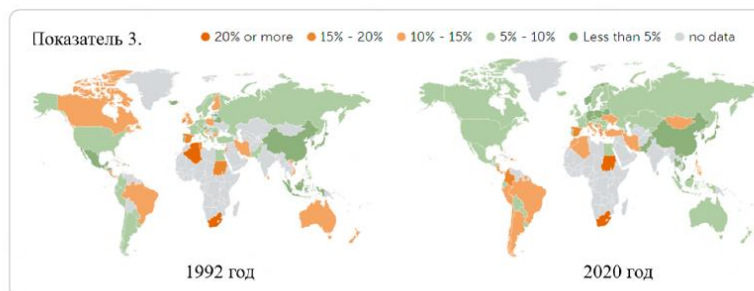 Показатель 3.
20% or more 15% - 20% 10% - 15% 5% - 10% Less than 5% no data
1992 год 2020 год